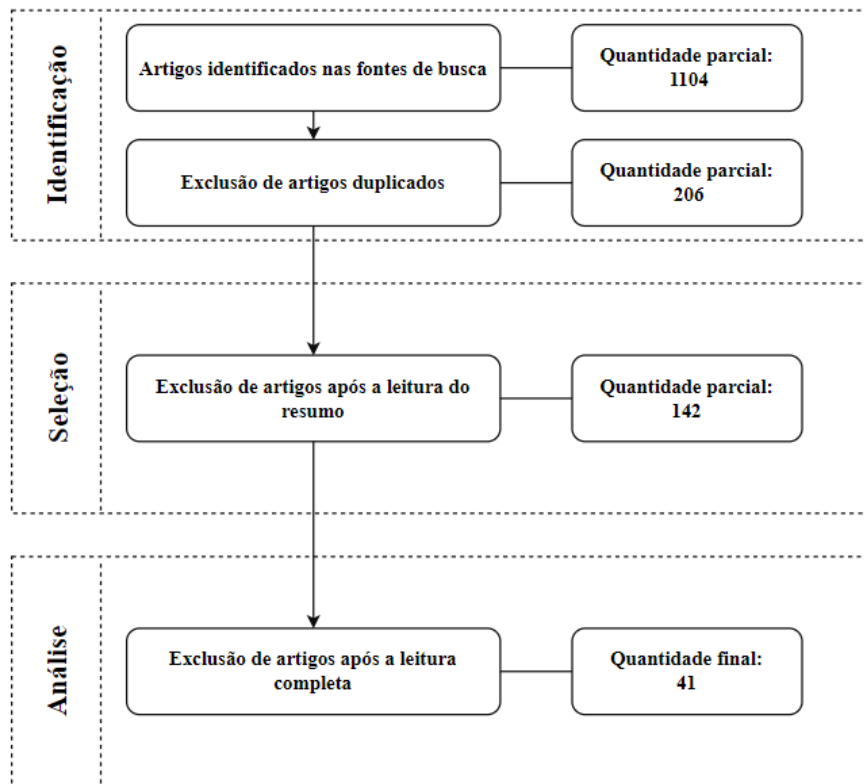 Identificação
Artigos identificados nas fontes de busca
Quantidade parcial:
1104
Exclusão de artigos duplicados
Quantidade parcial:
206
Seleção
Exclusão de artigos após a leitura do
resumo
Quantidade parcial:
142
Análise
Exclusão de artigos após a leitura
completa
Quantidade final:
41